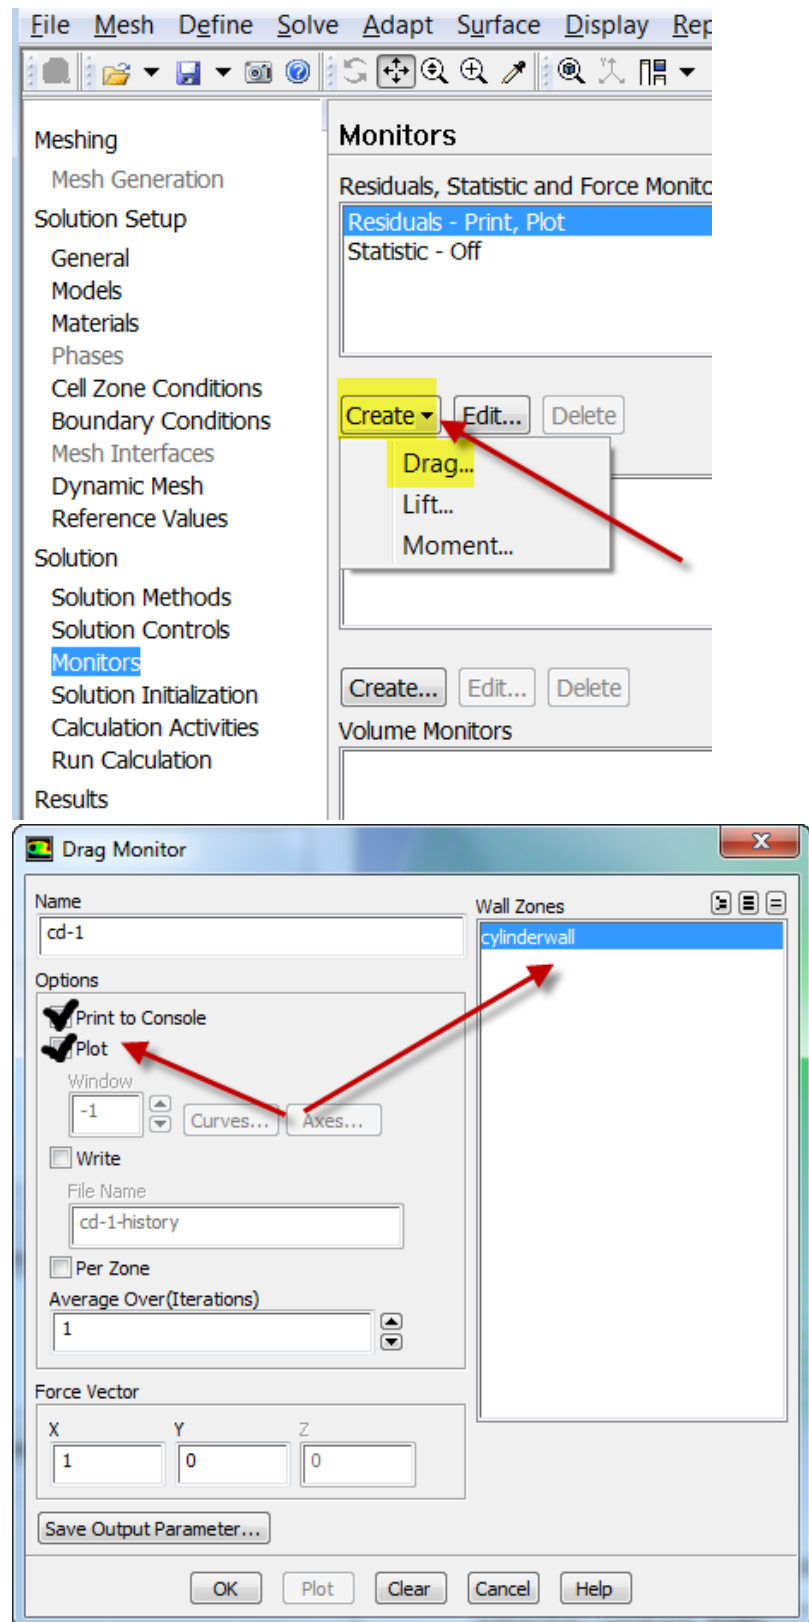 File Mesh Define Solve Adapt Surface Display Rep
Meshing
Mesh Generation
Solution Setup
General
Models
Materials
Phases
Cell Zone Conditions
Boundary Conditions
Mesh Interfaces
Dynamic Mesh
Reference Values
Solution
Solution Methods
Solution Controls
Monitors
Solution Initialization
Calculation Activities
Run Calculation
Results
Monitors
Residuals, Statistic and Force Monito
Residuals - Print, Plot
Statistic - Off
Create Edit... Delete
Drag...
Lift...
Moment...
Create... Edit... Delete
Volume Monitors
Drag Monitor
Name
cd-1
Options
Print to Console
Plot
Window
-1 Curves... Axes...
Write
File Name
cd-1-history
Per Zone
Average Over(Iterations)
1
Force Vector
X Y Z
1 0 0
Save Output Parameter...
Wall Zones
cylinderwall
OK Plot Clear Cancel Help